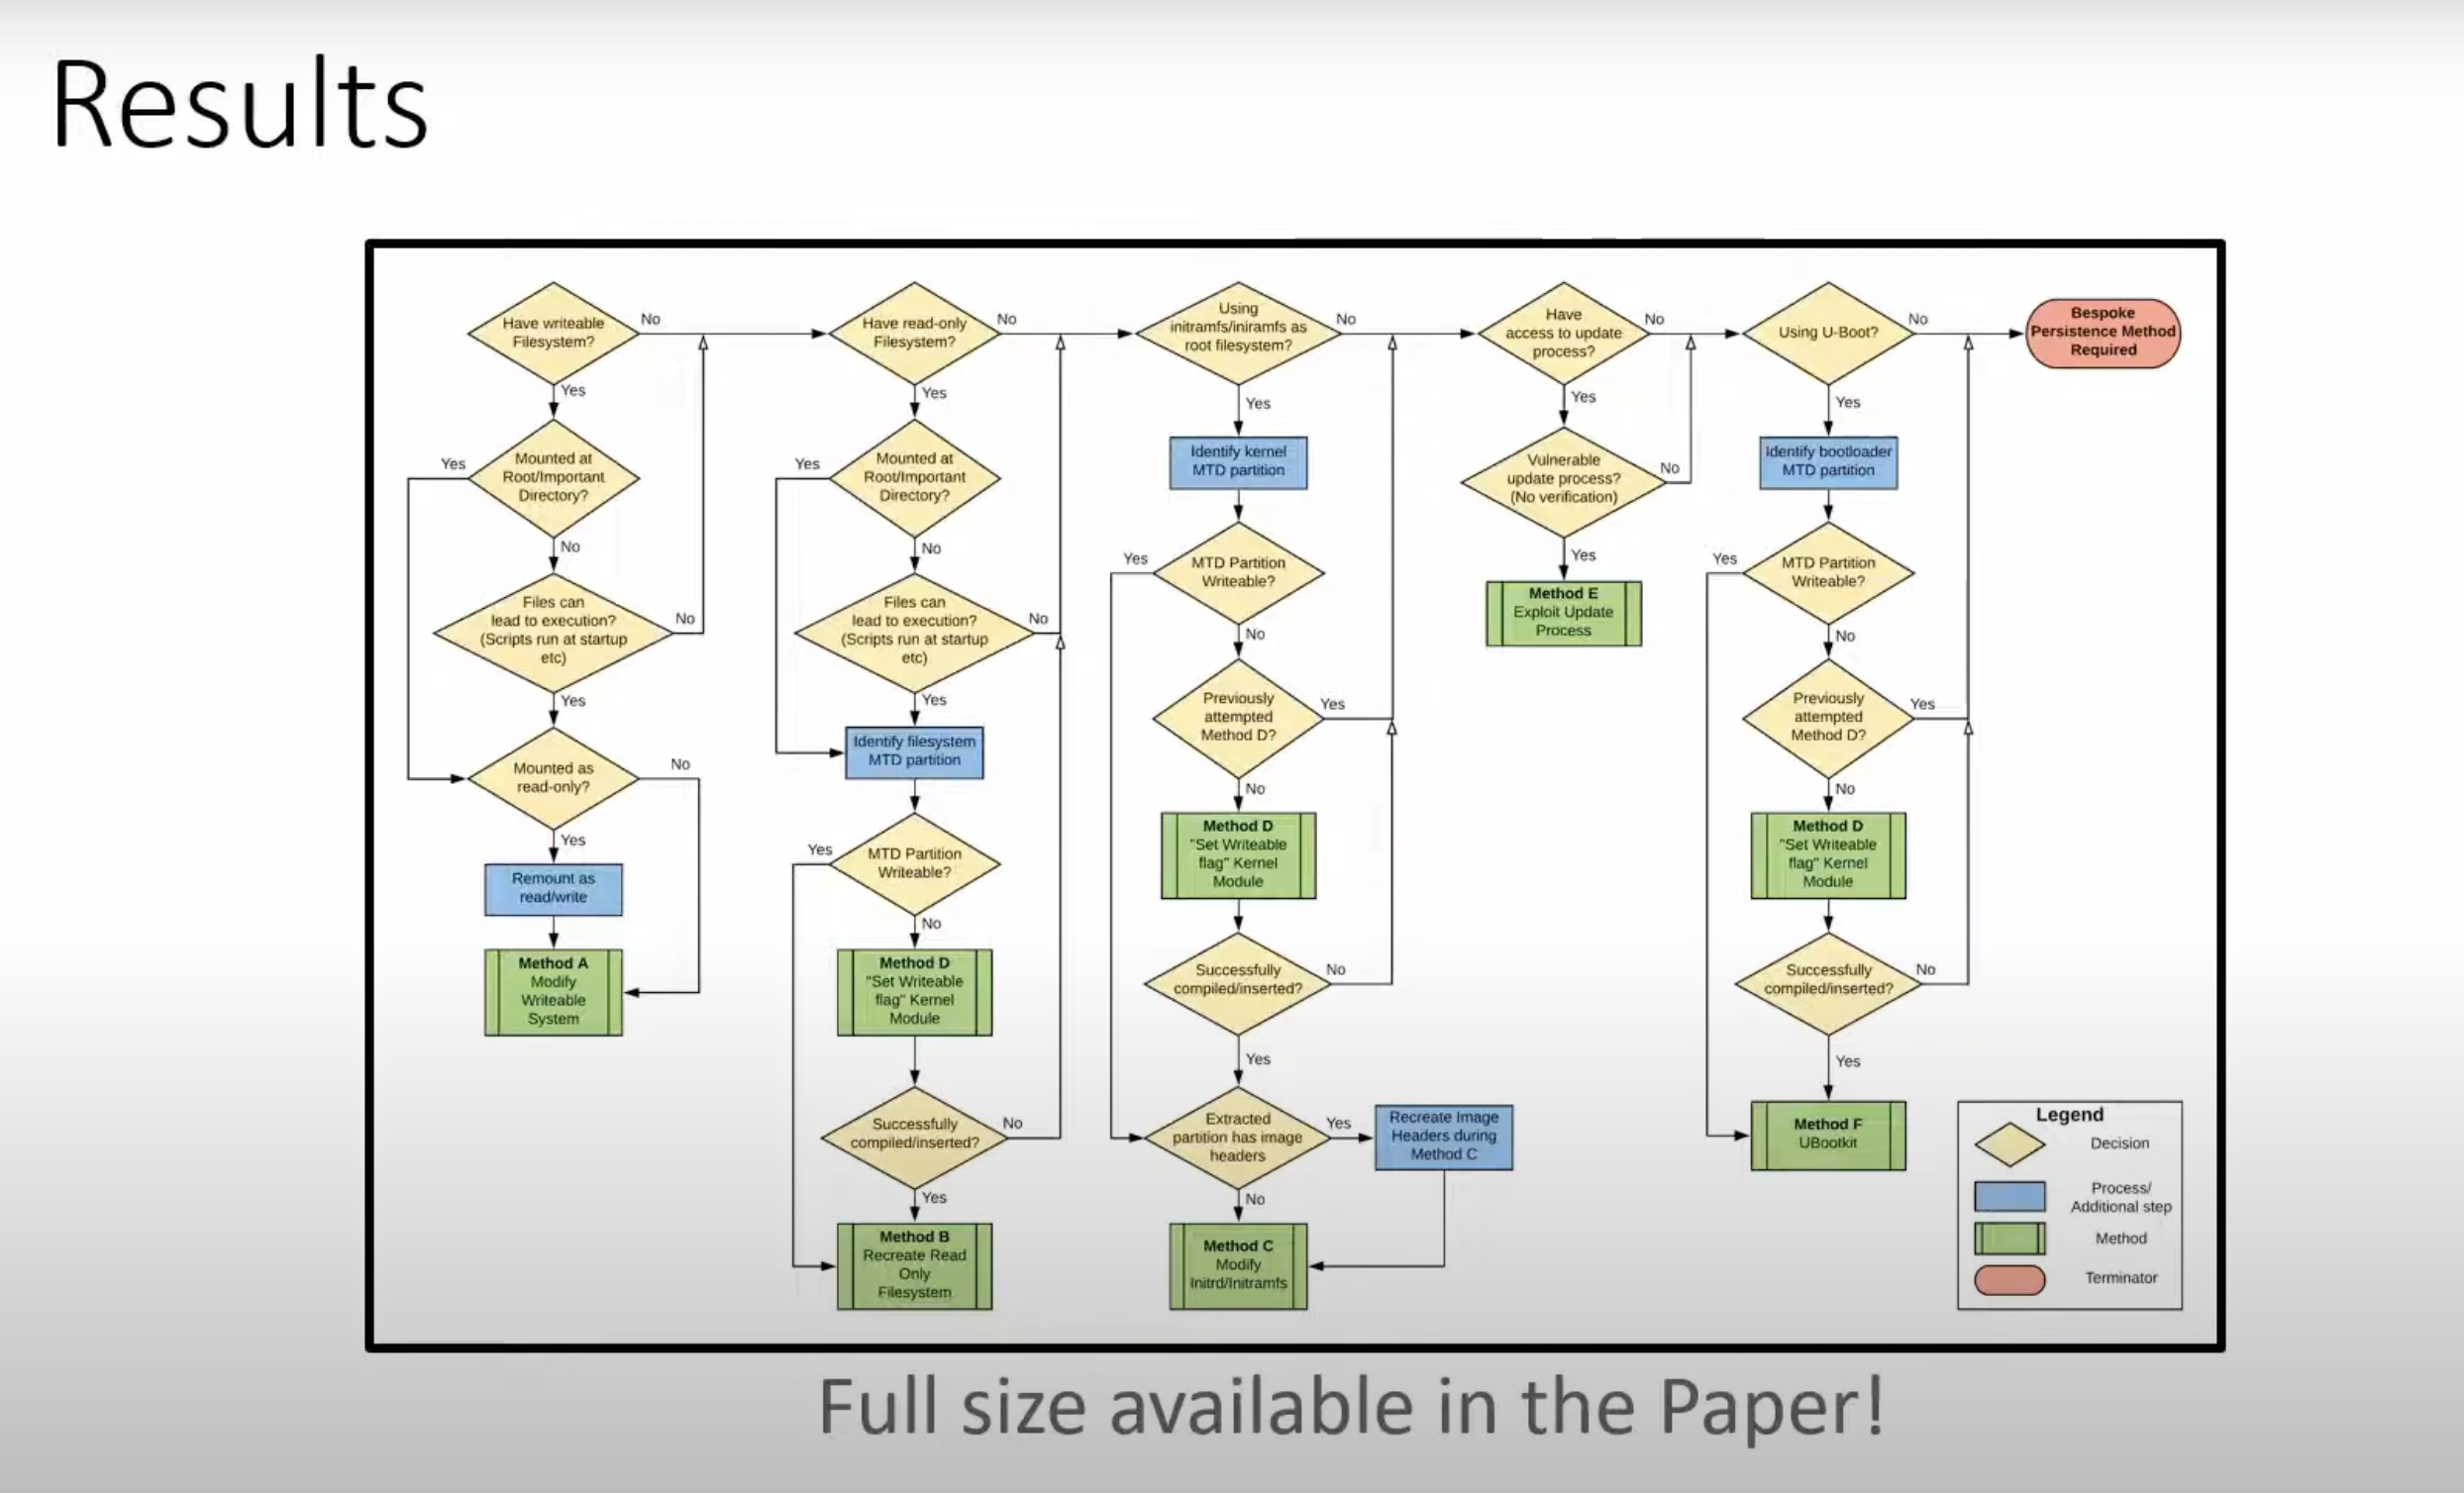 Results
Have writeable
Filesystem?
No
Yes
Mounted at
Root/Important
Directory?
Yes
No
Files can
lead to execution?
(Scripts run at startup
etc)
No
Yes
Mounted as
read-only?
No
Yes
Remount as
read/write
Method A
Modify
Writeable
System
Have read-only
Filesystem?
No
Yes
Mounted at
Root/Important
Directory?
Yes
No
Files can
lead to execution?
(Scripts run at startup
etc)
No
Yes
Identify filesystem
MTD partition
MTD Partition
Writeable?
Yes
No
Method D
"Set Writeable
flag" Kernel
Module
Successfully
compiled/inserted?
No
Yes
Method B
Recreate Read
Only
Filesystem
Using
initramfs/iniramfs as
root filesystem?
No
Yes
Identify kernel
MTD partition
MTD Partition
Writeable?
Yes
No
Previously
attempted
Method D?
Yes
No
Method D
"Set Writeable
flag" Kernel
Module
Successfully
compiled/inserted?
No
Yes
Extracted
partition has image
headers
Yes
Recreate Image
Headers during
Method C
No
Method C
Modify
Initrd/Initramfs
Have
access to update
process?
No
Yes
Vulnerable
update process?
(No verification)
No
Yes
Method E
Exploit Update
Process
Using U-Boot?
No
Yes
Identify bootloader
MTD partition
MTD Partition
Writeable?
Yes
No
Previously
attempted
Method D?
Yes
No
Method D
"Set Writeable
flag" Kernel
Module
Successfully
compiled/inserted?
No
Yes
Method F
UBootkit
Bespoke
Persistence Method
Required
Legend
Decision
Process/
Additional step
Method
Terminator
Full size available in the Paper!